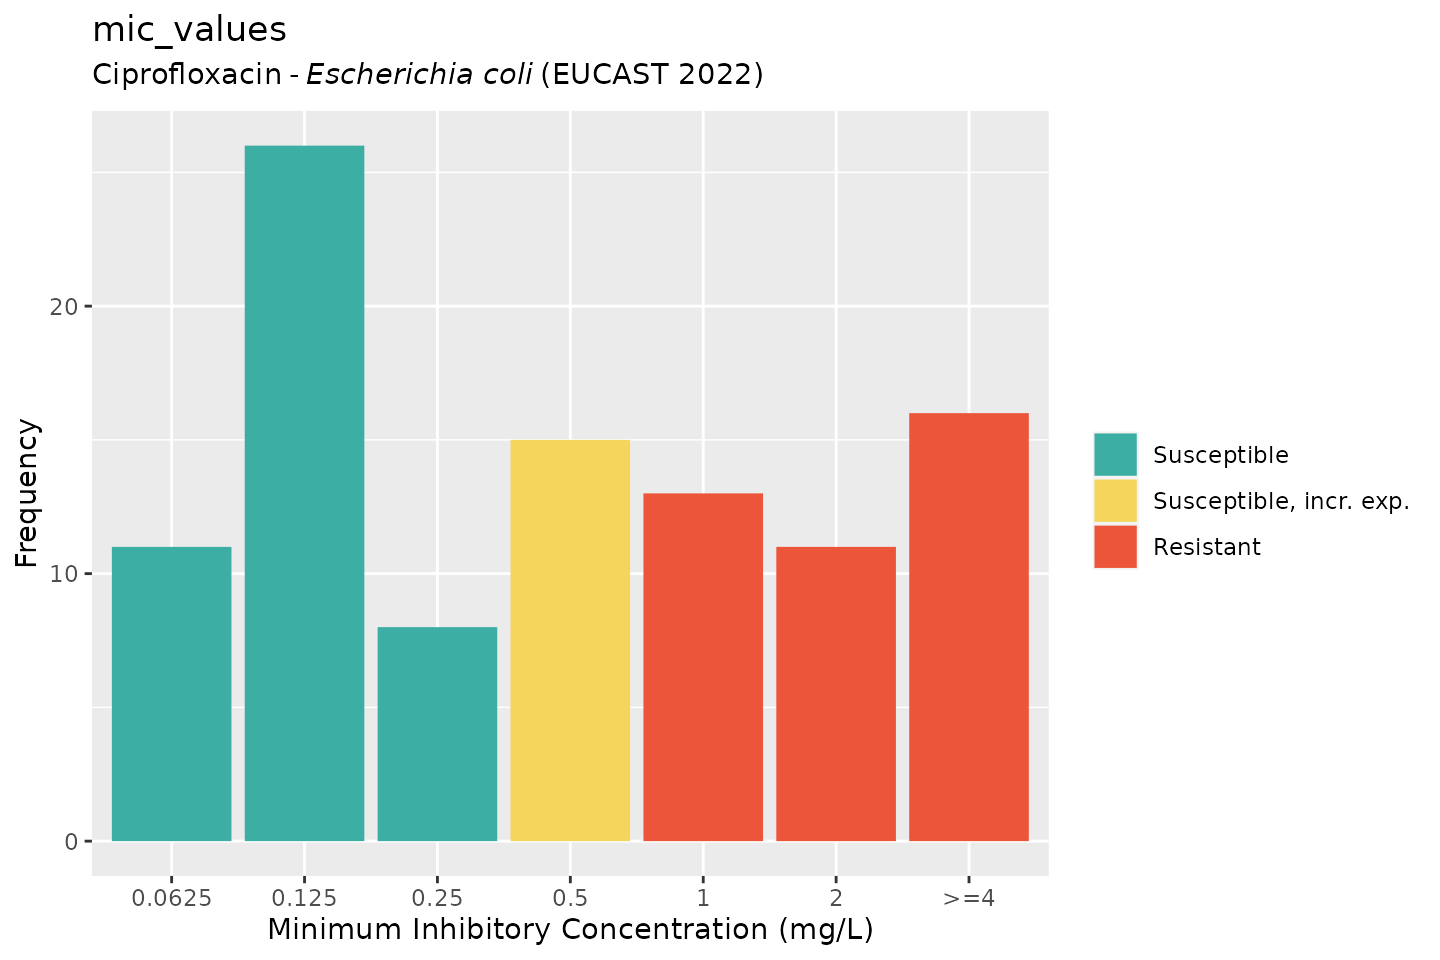 mic_values
Ciprofloxacin - Escherichia coli (EUCAST 2022)
Frequency
20
10
0
0.0625 0.125 0.25 0.5 1 2 >=4
Minimum Inhibitory Concentration (mg/L)
Susceptible
Susceptible, incr. exp.
Resistant